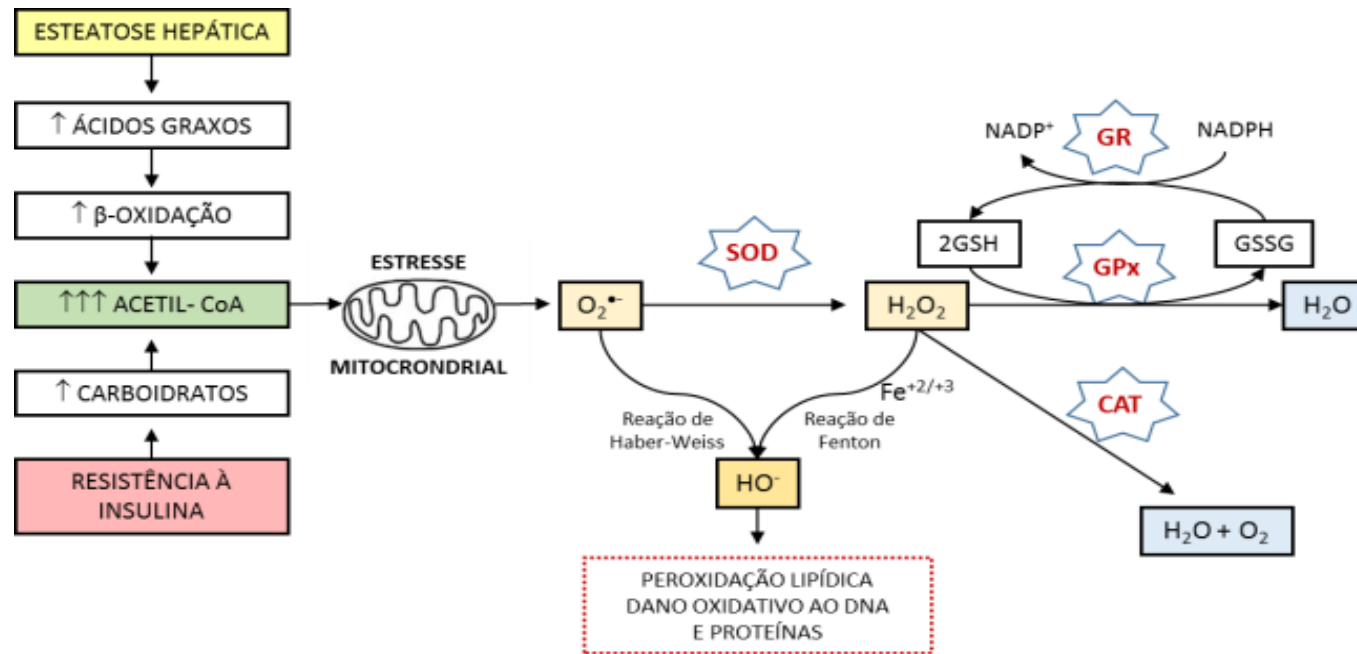 ESTEATOSE HEPÁTICA
↑ ÁCIDOS GRAXOS
↑ β-OXIDAÇÃO
↑↑↑ ACETIL- CoA
↑ CARBOIDRATOS
RESISTÊNCIA À
INSULINA
ESTRESSE
MITOCRONDRIAL
O₂•⁻
SOD
H₂O₂
NADP⁺
GR
NADPH
2GSH
GPx
GSSG
H₂O
Fe⁺²/⁺³
CAT
Reação de
Haber-Weiss
Reação de
Fenton
HO⁻
H₂O + O₂
PEROXIDAÇÃO LIPÍDICA
DANO OXIDATIVO AO DNA
E PROTEÍNAS